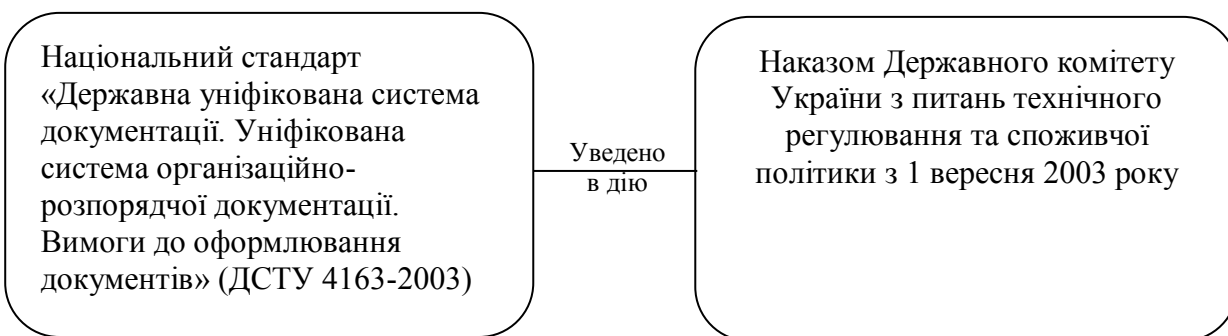 Національний стандарт
«Державна уніфікована система
документації. Уніфікована
система організаційно-
розпорядчої документації.
Вимоги до оформлювання
документів» (ДСТУ 4163-2003)
Уведено
в дію
Наказом Державного комітету
України з питань технічного
регулювання та споживчої
політики з 1 вересня 2003 року